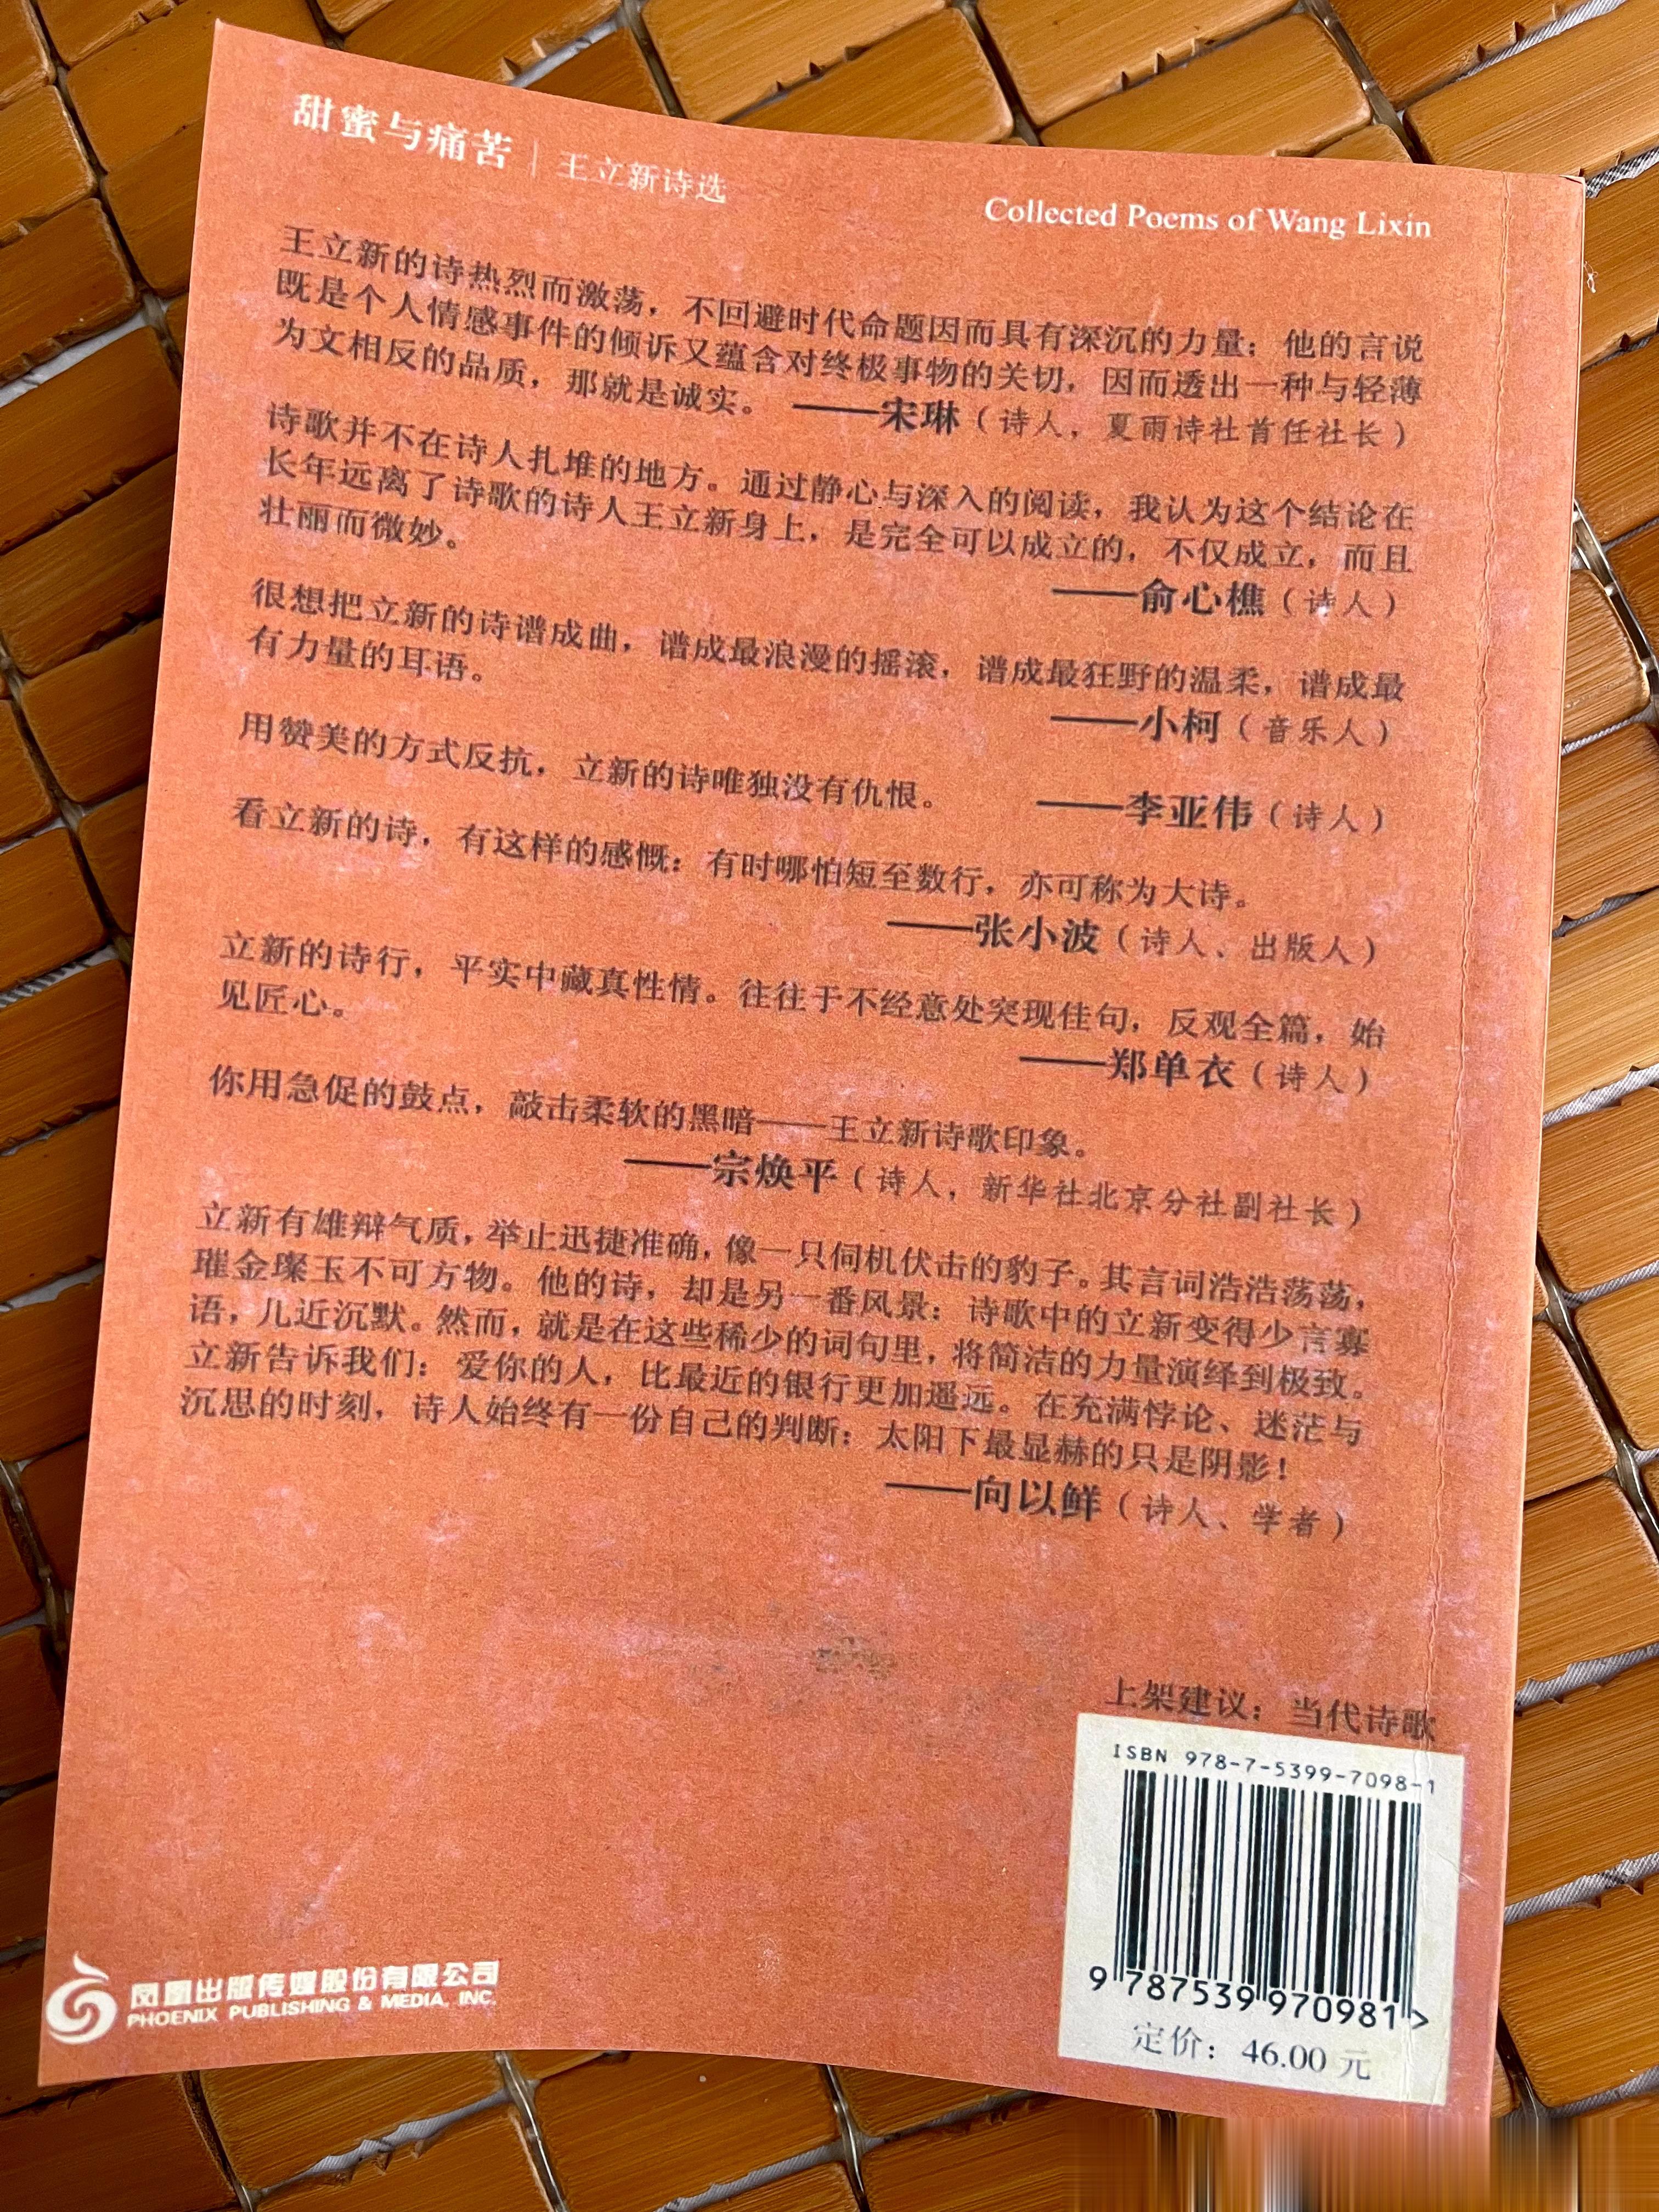 甜蜜与痛苦 | 王立新诗选
Collected Poems of Wang Lixin
王立新的诗热烈而激荡，不回避时代命题因而具有深沉的力量；他的言说
既是个人情感事件的倾诉又蕴含对终极事物的关切，因而透出一种与轻薄
为文相反的品质，那就是诚实。 ——宋琳（诗人，夏雨诗社首任社长）
诗歌并不在诗人扎堆的地方。通过静心与深入的阅读，我认为这个结论在
长年远离了诗歌的诗人王立新身上，是完全可以成立的，不仅成立，而且
壮丽而微妙。
——俞心樵（诗人）
很想把立新的诗谱成曲，谱成最浪漫的摇滚，谱成最狂野的温柔，谱成最
有力量的耳语。
——小柯（音乐人）
用赞美的方式反抗，立新的诗唯独没有仇恨。 ——李亚伟（诗人）
看立新的诗，有这样的感慨：有时哪怕短至数行，亦可称为大诗。
——张小波（诗人、出版人）
立新的诗行，平实中藏真性情。往往于不经意处突现佳句，反观全篇，始
见匠心。
——郑单衣（诗人）
你用急促的鼓点，敲击柔软的黑暗——王立新诗歌印象。
——宗焕平（诗人，新华社北京分社副社长）
立新有雄辩气质，举止迅捷准确，像一只伺机伏击的豹子。其言词浩浩荡荡，
璀金璨玉不可方物。他的诗，却是另一番风景：诗歌中的立新变得少言寡
语，几近沉默。然而，就是在这些稀少的词句里，将简洁的力量演绎到极致。
立新告诉我们：爱你的人，比最近的银行更加遥远。在充满悖论、迷茫与
沉思的时刻，诗人始终有一份自己的判断：太阳下最显赫的只是阴影！
——向以鲜（诗人、学者）
上架建议：当代诗歌
ISBN 978-7-5399-7098-1
9 787539 970981 >
定价：46.00 元
凤凰出版传媒股份有限公司
PHOENIX PUBLISHING & MEDIA, INC.